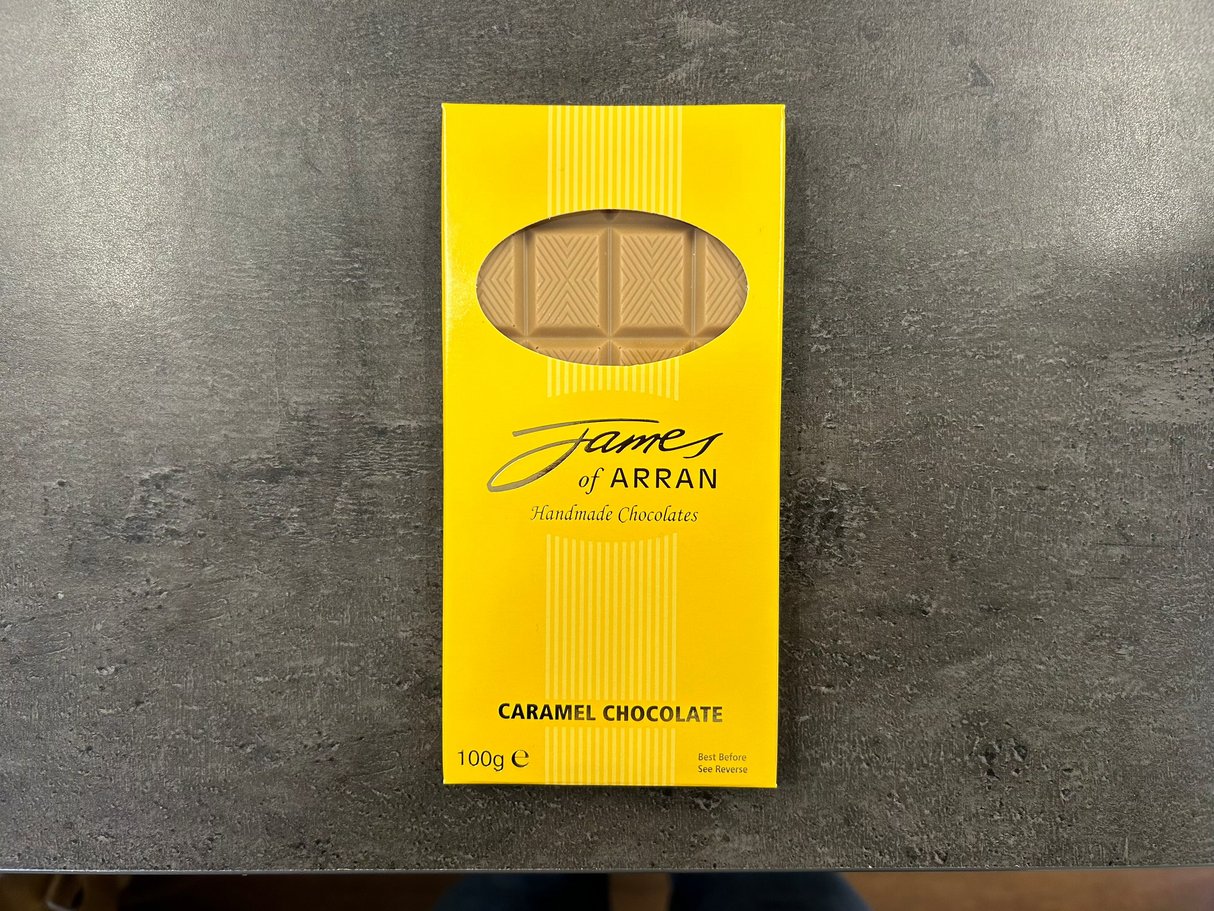 James
of ARRAN
Handmade Chocolates
CARAMEL CHOCOLATE
100g ℮
Best Before
See Reverse